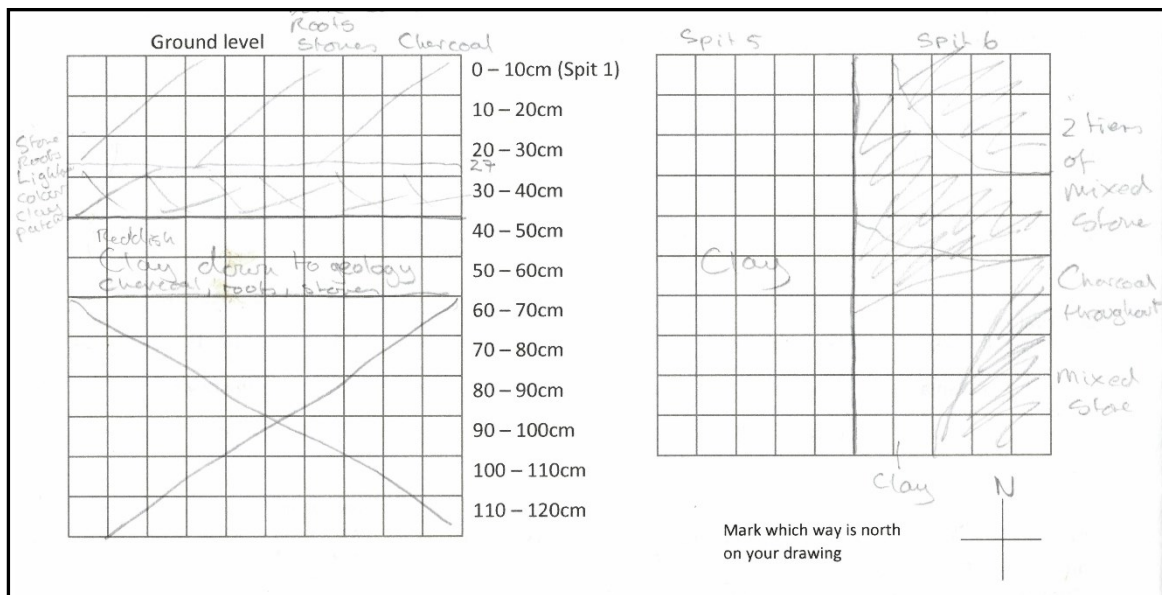 Roots
Ground level Stones Charcoal
0 – 10cm (Spit 1)
10 – 20cm
20 – 30cm
27
30 – 40cm
40 – 50cm
50 – 60cm
60 – 70cm
70 – 80cm
80 – 90cm
90 – 100cm
100 – 110cm
110 – 120cm
Stone
Roots
Light
colour
clay
Reddish
Clay down to geology
Charcoal, roots, stones
Spit 5 Spit 6
Clay
2 tiers
of
mixed
stone
Charcoal
throughout
Mixed
Stone
Clay
N
Mark which way is north
on your drawing